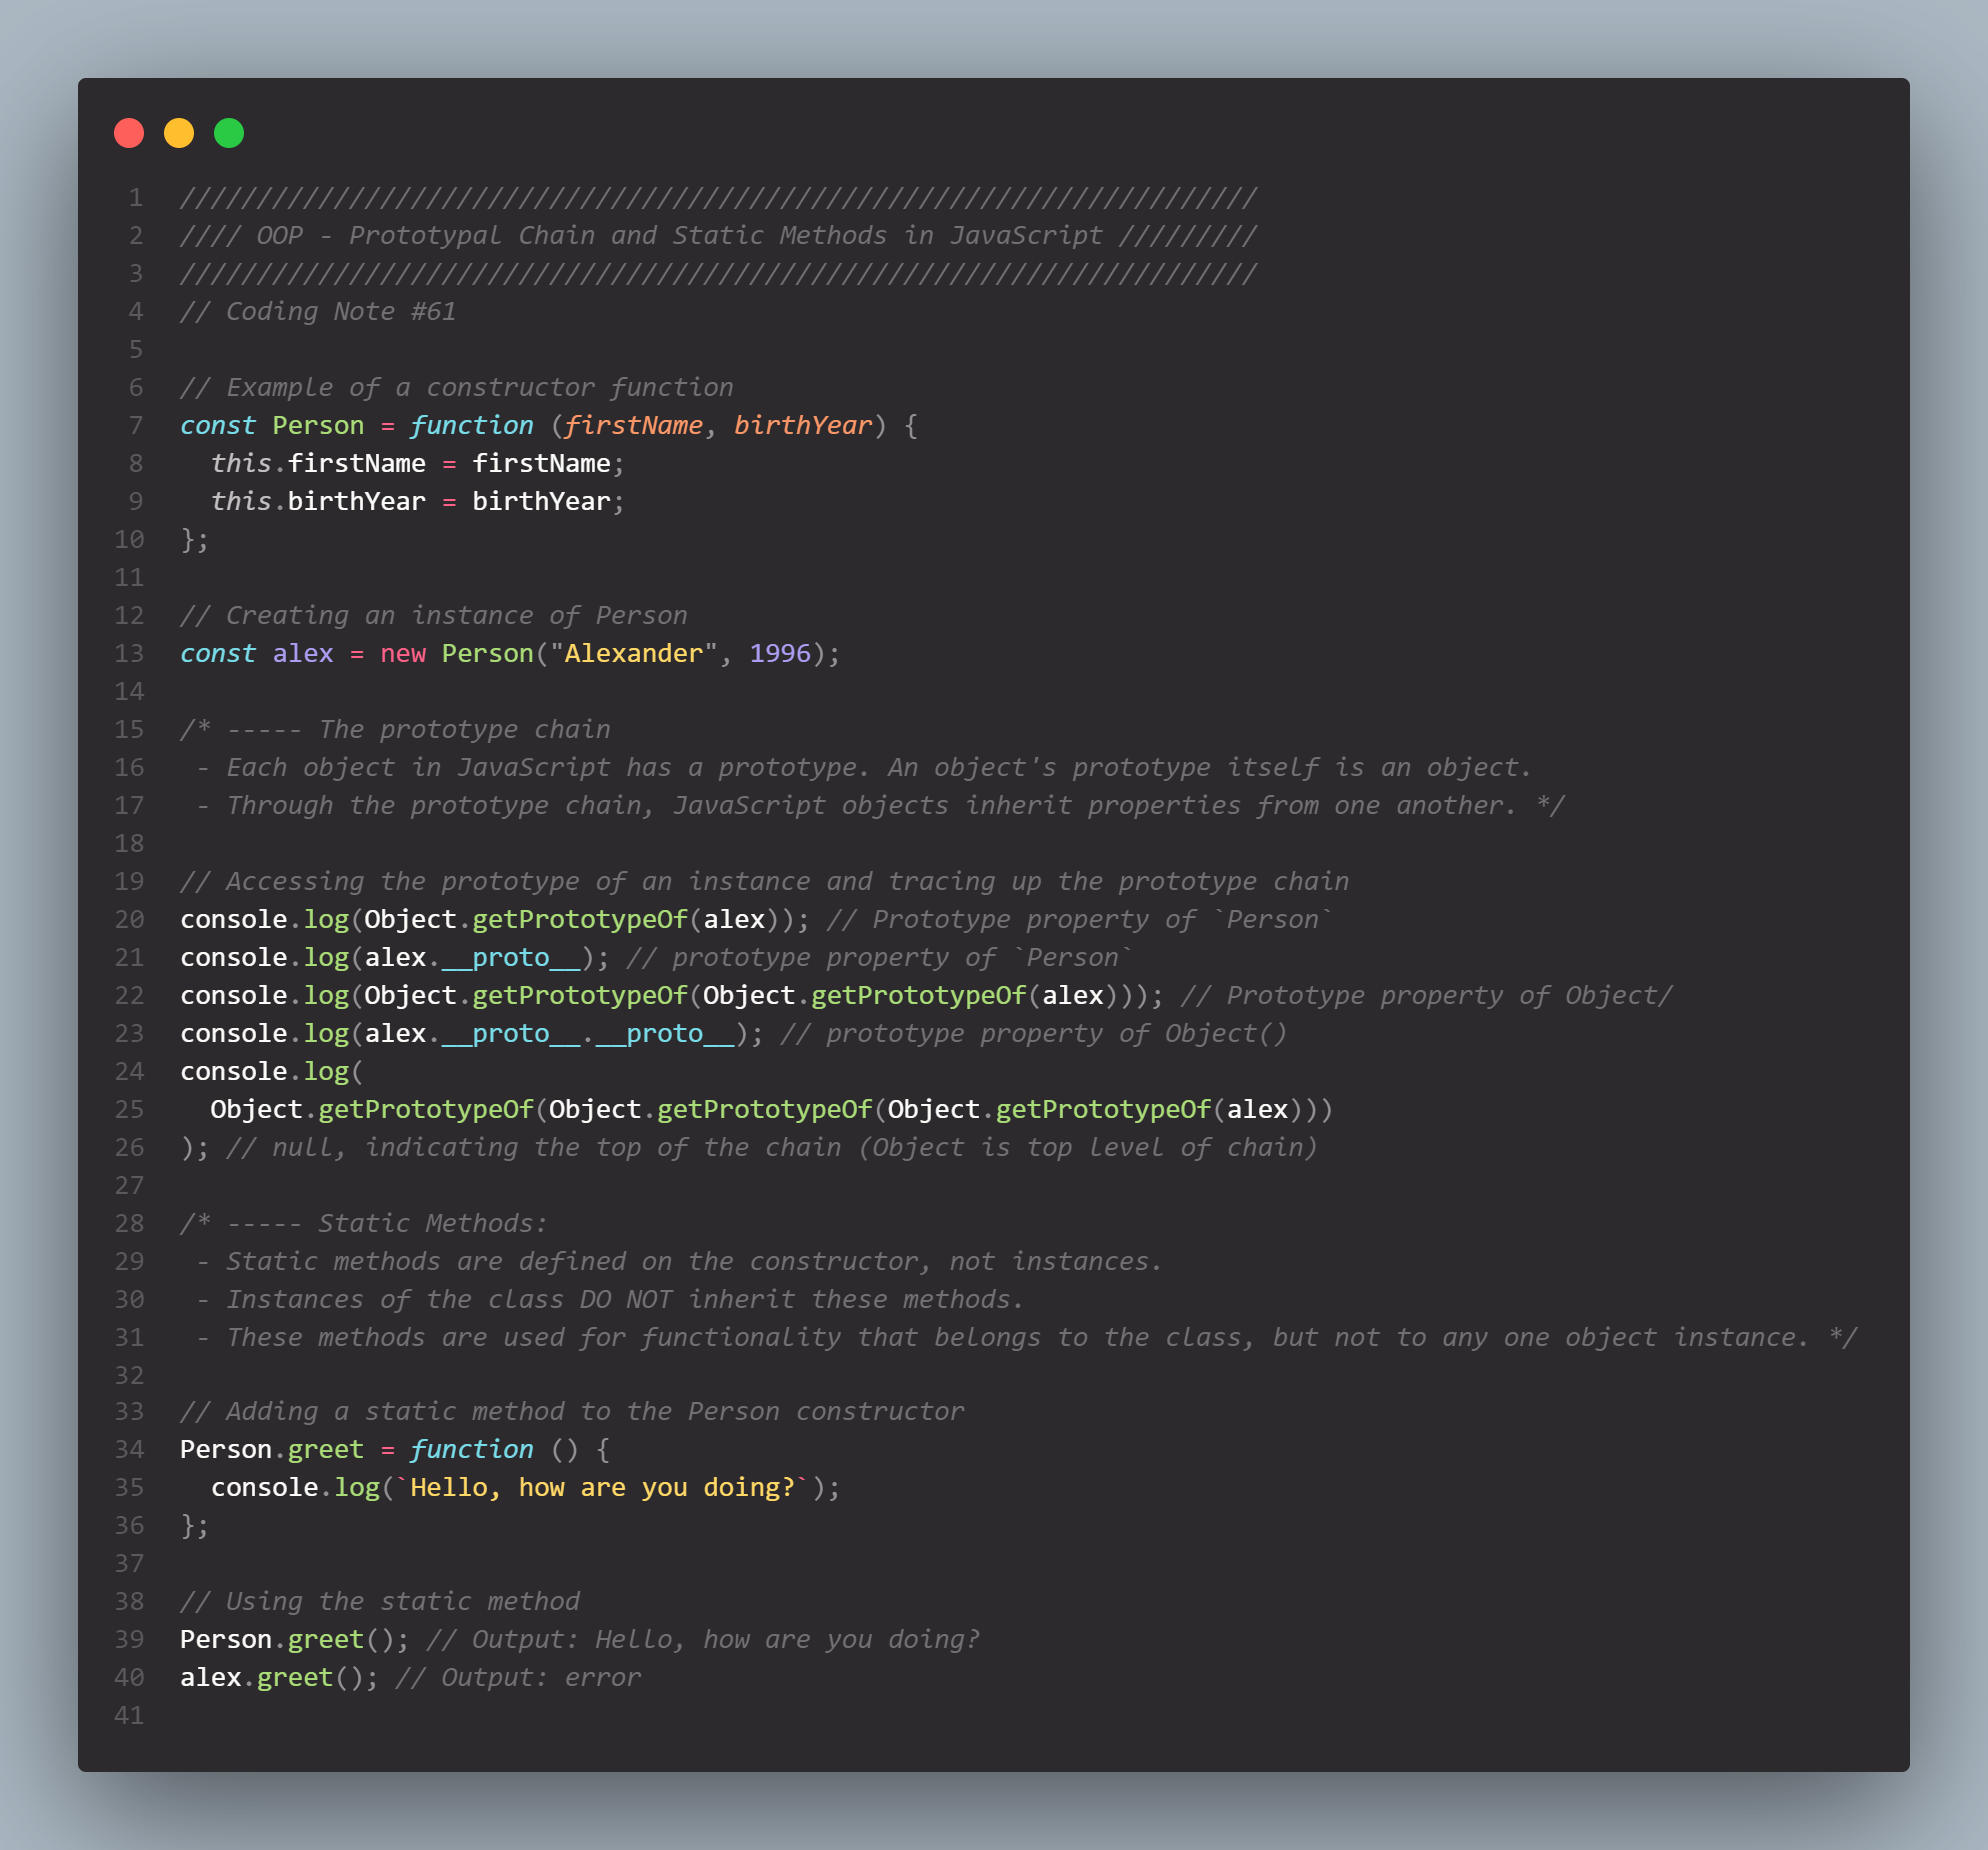 1 //////////////////////////////////////////////////////////////////////
2 //// OOP - Prototypal Chain and Static Methods in JavaScript /////////
3 //////////////////////////////////////////////////////////////////////
4 // Coding Note #61
5
6 // Example of a constructor function
7 const Person = function (firstName, birthYear) {
8   this.firstName = firstName;
9   this.birthYear = birthYear;
10 };
11
12 // Creating an instance of Person
13 const alex = new Person("Alexander", 1996);
14
15 /* ----- The prototype chain
16  - Each object in JavaScript has a prototype. An object's prototype itself is an object.
17  - Through the prototype chain, JavaScript objects inherit properties from one another. */
18
19 // Accessing the prototype of an instance and tracing up the prototype chain
20 console.log(Object.getPrototypeOf(alex)); // Prototype property of `Person`
21 console.log(alex.__proto__); // prototype property of `Person`
22 console.log(Object.getPrototypeOf(Object.getPrototypeOf(alex))); // Prototype property of Object/
23 console.log(alex.__proto__.__proto__); // prototype property of Object()
24 console.log(
25   Object.getPrototypeOf(Object.getPrototypeOf(Object.getPrototypeOf(alex)))
26 ); // null, indicating the top of the chain (Object is top level of chain)
27
28 /* ----- Static Methods:
29  - Static methods are defined on the constructor, not instances.
30  - Instances of the class DO NOT inherit these methods.
31  - These methods are used for functionality that belongs to the class, but not to any one object instance. */
32
33 // Adding a static method to the Person constructor
34 Person.greet = function () {
35   console.log(`Hello, how are you doing?`);
36 };
37
38 // Using the static method
39 Person.greet(); // Output: Hello, how are you doing?
40 alex.greet(); // Output: error
41